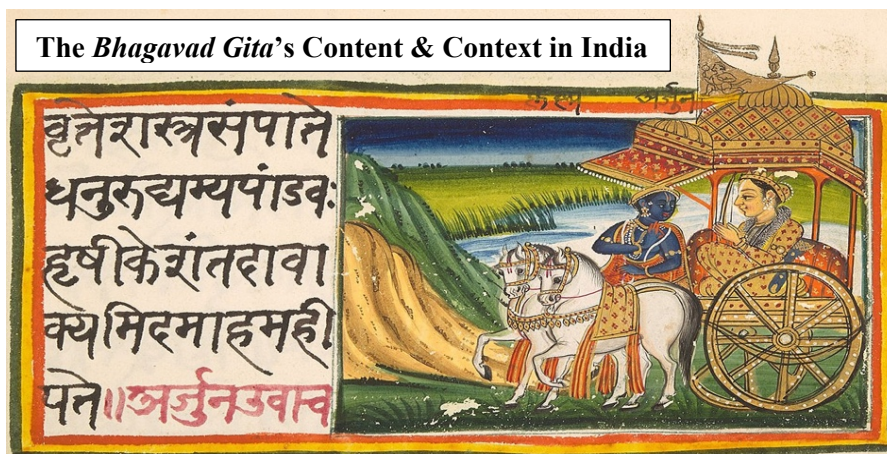 The Bhagavad Gita’s Content & Context in India
कृष्ण अर्जुन
वृत्तेशस्त्रसंपाते
धनुरुद्यम्यपांडवः
हृषीकेशंतदावा
क्यमिदमाहमही
पते॥अर्जुनउवाच